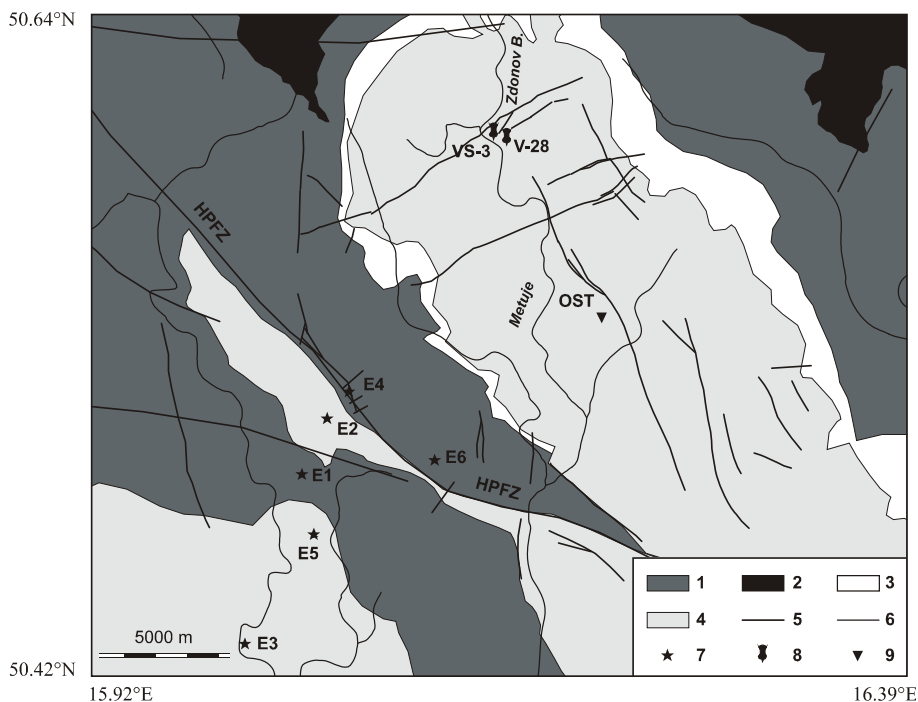 50.64°N
Zdonov B.
VS-3
V-28
HPFZ
Metuje
OST
E4
E2
E6
E1
HPFZ
E5
E3
5000 m
1
2
3
4
5
6
7
8
9
50.42°N
15.92°E
16.39°E